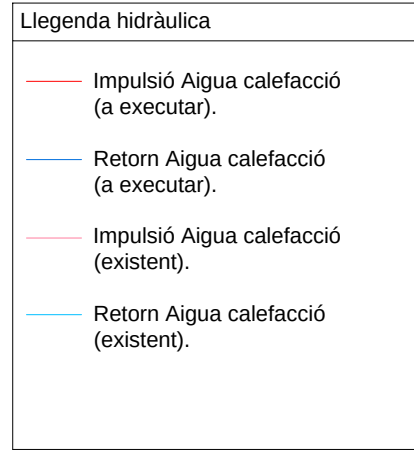 Llegenda hidràulica
Impulsió Aigua calefacció
(a executar).
Retorn Aigua calefacció
(a executar).
Impulsió Aigua calefacció
(existent).
Retorn Aigua calefacció
(existent).